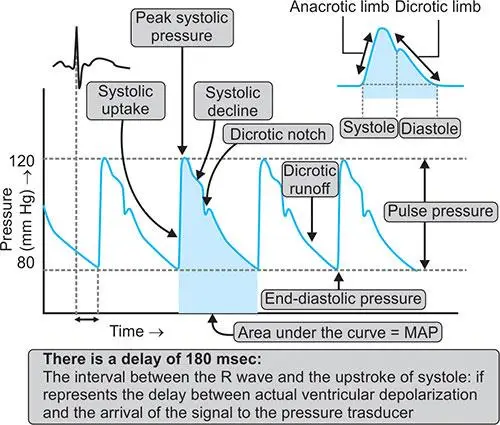 Anacrotic limb
Dicrotic limb
Peak systolic
pressure
Systolic
uptake
Systolic
decline
Dicrotic notch
Systole
Diastole
120
Dicrotic
runoff
Pulse pressure
Pressure
(mm Hg) →
80
End-diastolic pressure
Time →
Area under the curve = MAP
There is a delay of 180 msec:
The interval between the R wave and the upstroke of systole: if
represents the delay between actual ventricular depolarization
and the arrival of the signal to the pressure trasducer